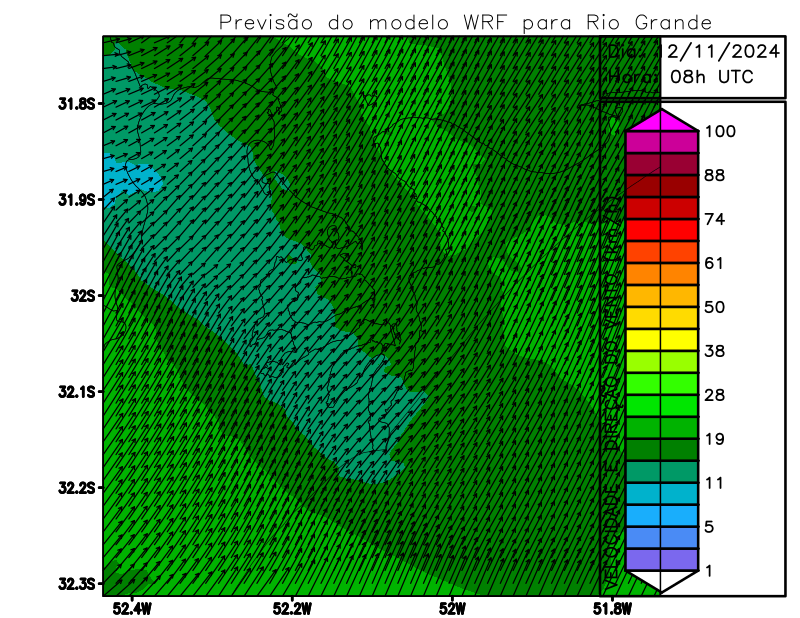 Previsão do modelo WRF para Rio Grande
Dia: 12/11/2024
Hora: 08h UTC
31.8S
31.9S
32S
32.1S
32.2S
32.3S
52.4W
52.2W
52W
51.8W
VELOCIDADE E DIREÇÃO DO VENTO (km/h)
100
88
74
61
50
38
28
19
11
5
1